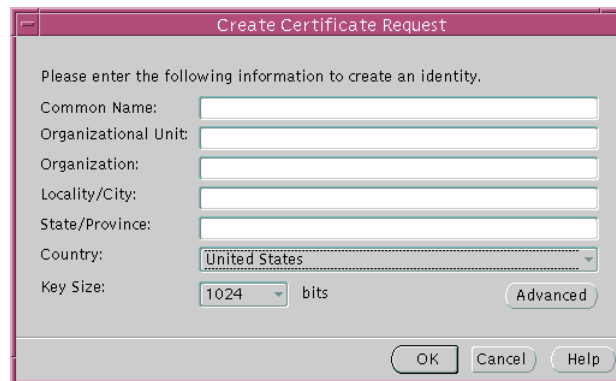 Create Certificate Request
Please enter the following information to create an identity.
Common Name:
Organizational Unit:
Organization:
Locality/City:
State/Province:
Country: United States
Key Size: 1024 bits Advanced
OK Cancel Help